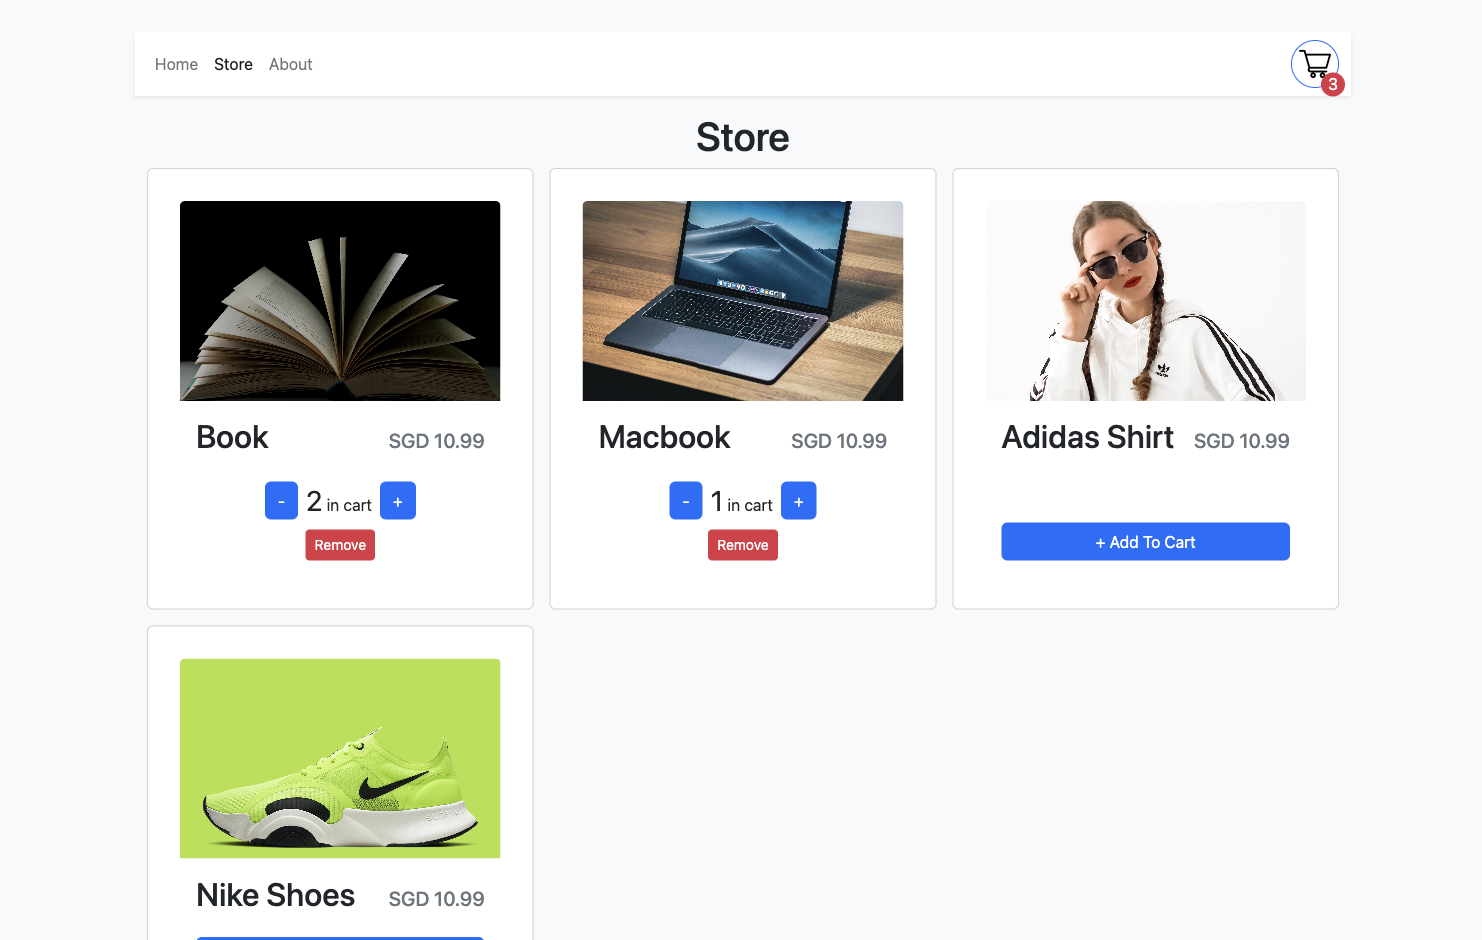 Home Store About
3
Store
Book SGD 10.99
- 2 in cart +
Remove
Macbook SGD 10.99
- 1 in cart +
Remove
Adidas Shirt SGD 10.99
+ Add To Cart
Nike Shoes SGD 10.99